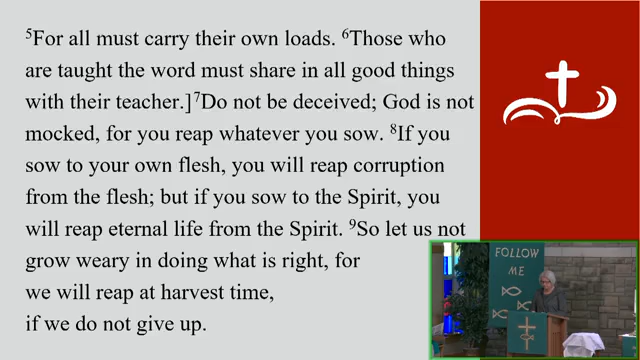 ⁵For all must carry their own loads. ⁶Those who
are taught the word must share in all good things
with their teacher.]⁷Do not be deceived; God is not
mocked, for you reap whatever you sow. ⁸If you
sow to your own flesh, you will reap corruption
from the flesh; but if you sow to the Spirit, you
will reap eternal life from the Spirit. ⁹So let us not
grow weary in doing what is right, for
we will reap at harvest time,
if we do not give up.
FOLLOW
ME